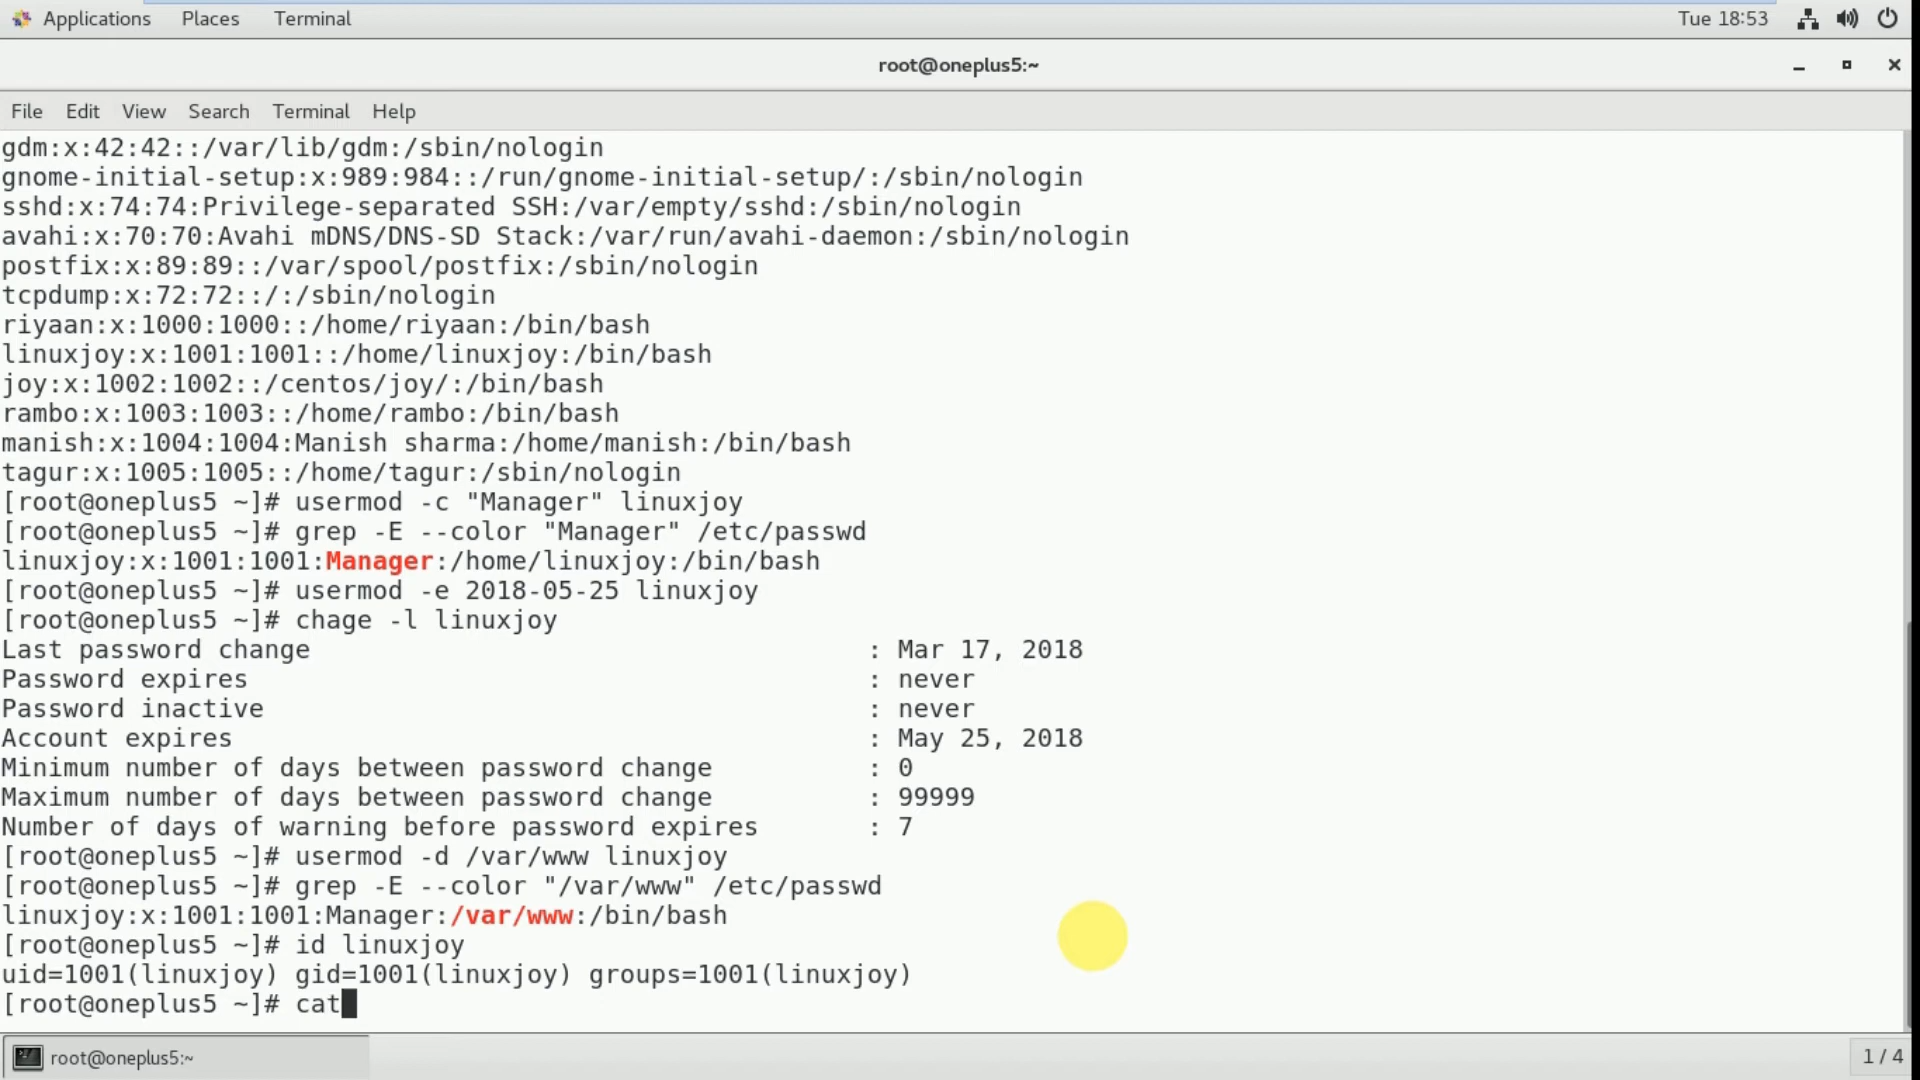 Applications Places Terminal Tue 18:53
root@oneplus5:~
File Edit View Search Terminal Help
gdm:x:42:42::/var/lib/gdm:/sbin/nologin
gnome-initial-setup:x:989:984::/run/gnome-initial-setup/:/sbin/nologin
sshd:x:74:74:Privilege-separated SSH:/var/empty/sshd:/sbin/nologin
avahi:x:70:70:Avahi mDNS/DNS-SD Stack:/var/run/avahi-daemon:/sbin/nologin
postfix:x:89:89::/var/spool/postfix:/sbin/nologin
tcpdump:x:72:72::/:/sbin/nologin
riyaan:x:1000:1000::/home/riyaan:/bin/bash
linuxjoy:x:1001:1001::/home/linuxjoy:/bin/bash
joy:x:1002:1002::/centos/joy/:/bin/bash
rambo:x:1003:1003::/home/rambo:/bin/bash
manish:x:1004:1004:Manish sharma:/home/manish:/bin/bash
tagur:x:1005:1005::/home/tagur:/sbin/nologin
[root@oneplus5 ~]# usermod -c "Manager" linuxjoy
[root@oneplus5 ~]# grep -E --color "Manager" /etc/passwd
linuxjoy:x:1001:1001:Manager:/home/linuxjoy:/bin/bash
[root@oneplus5 ~]# usermod -e 2018-05-25 linuxjoy
[root@oneplus5 ~]# chage -l linuxjoy
Last password change : Mar 17, 2018
Password expires : never
Password inactive : never
Account expires : May 25, 2018
Minimum number of days between password change : 0
Maximum number of days between password change : 99999
Number of days of warning before password expires : 7
[root@oneplus5 ~]# usermod -d /var/www linuxjoy
[root@oneplus5 ~]# grep -E --color "/var/www" /etc/passwd
linuxjoy:x:1001:1001:Manager:/var/www:/bin/bash
[root@oneplus5 ~]# id linuxjoy
uid=1001(linuxjoy) gid=1001(linuxjoy) groups=1001(linuxjoy)
[root@oneplus5 ~]# cat
root@oneplus5:~ 1 / 4